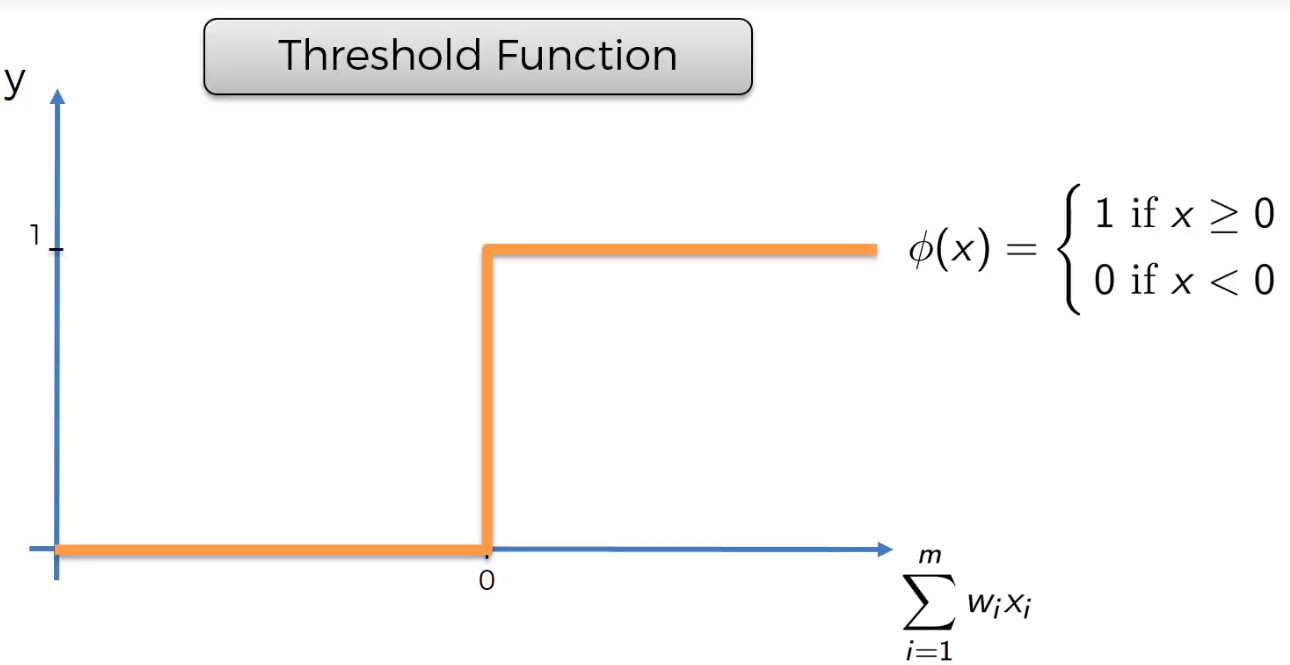 Threshold Function
y
1
ϕ(x) = { 1 if x ≥ 0
0 if x < 0
0
m
∑ wᵢxᵢ
i=1